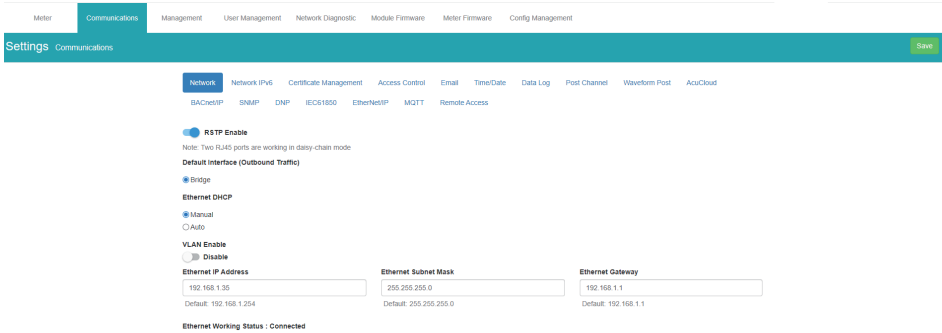 Meter Communications Management User Management Network Diagnostic Module Firmware Meter Firmware Config Management
Settings Communications Save
Network Network IPv6 Certificate Management Access Control Email Time/Date Data Log Post Channel Waveform Post AcuCloud
BACnet/IP SNMP DNP IEC61850 EtherNet/IP MQTT Remote Access
RSTP Enable
Note: Two RJ45 ports are working in daisy-chain mode
Default Interface (Outbound Traffic)
Bridge
Ethernet DHCP
Manual
Auto
VLAN Enable
Disable
Ethernet IP Address Ethernet Subnet Mask Ethernet Gateway
192.168.1.35 255.255.255.0 192.168.1.1
Default: 192.168.1.254 Default: 255.255.255.0 Default: 192.168.1.1
Ethernet Working Status : Connected